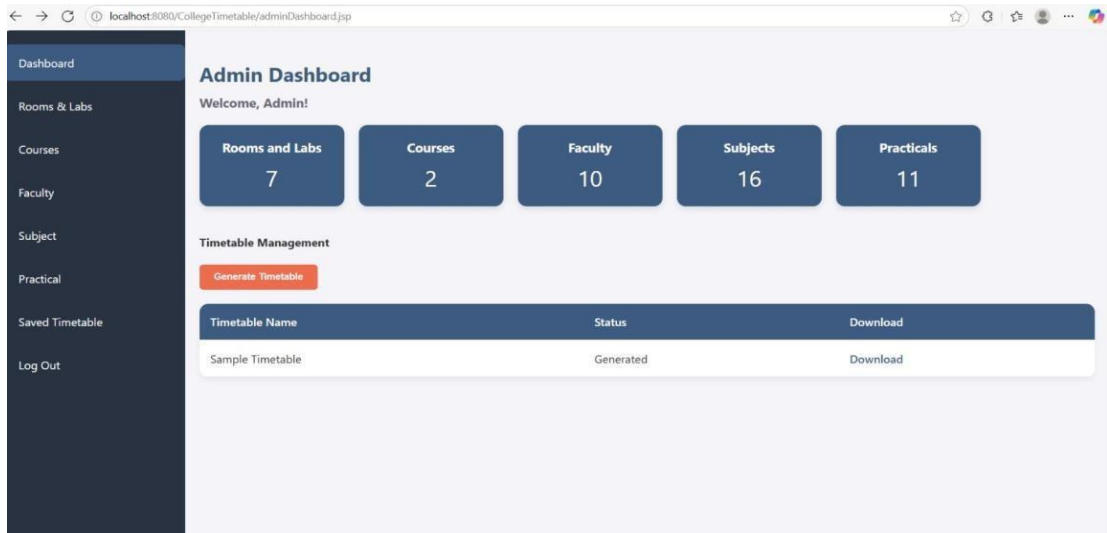 localhost:8080/CollegeTimetable/adminDashboard.jsp
Dashboard
Rooms & Labs
Courses
Faculty
Subject
Practical
Saved Timetable
Log Out
Admin Dashboard
Welcome, Admin!
Rooms and Labs Courses Faculty Subjects Practicals
7 2 10 16 11
Timetable Management
Generate Timetable
Timetable Name Status Download
Sample Timetable Generated Download